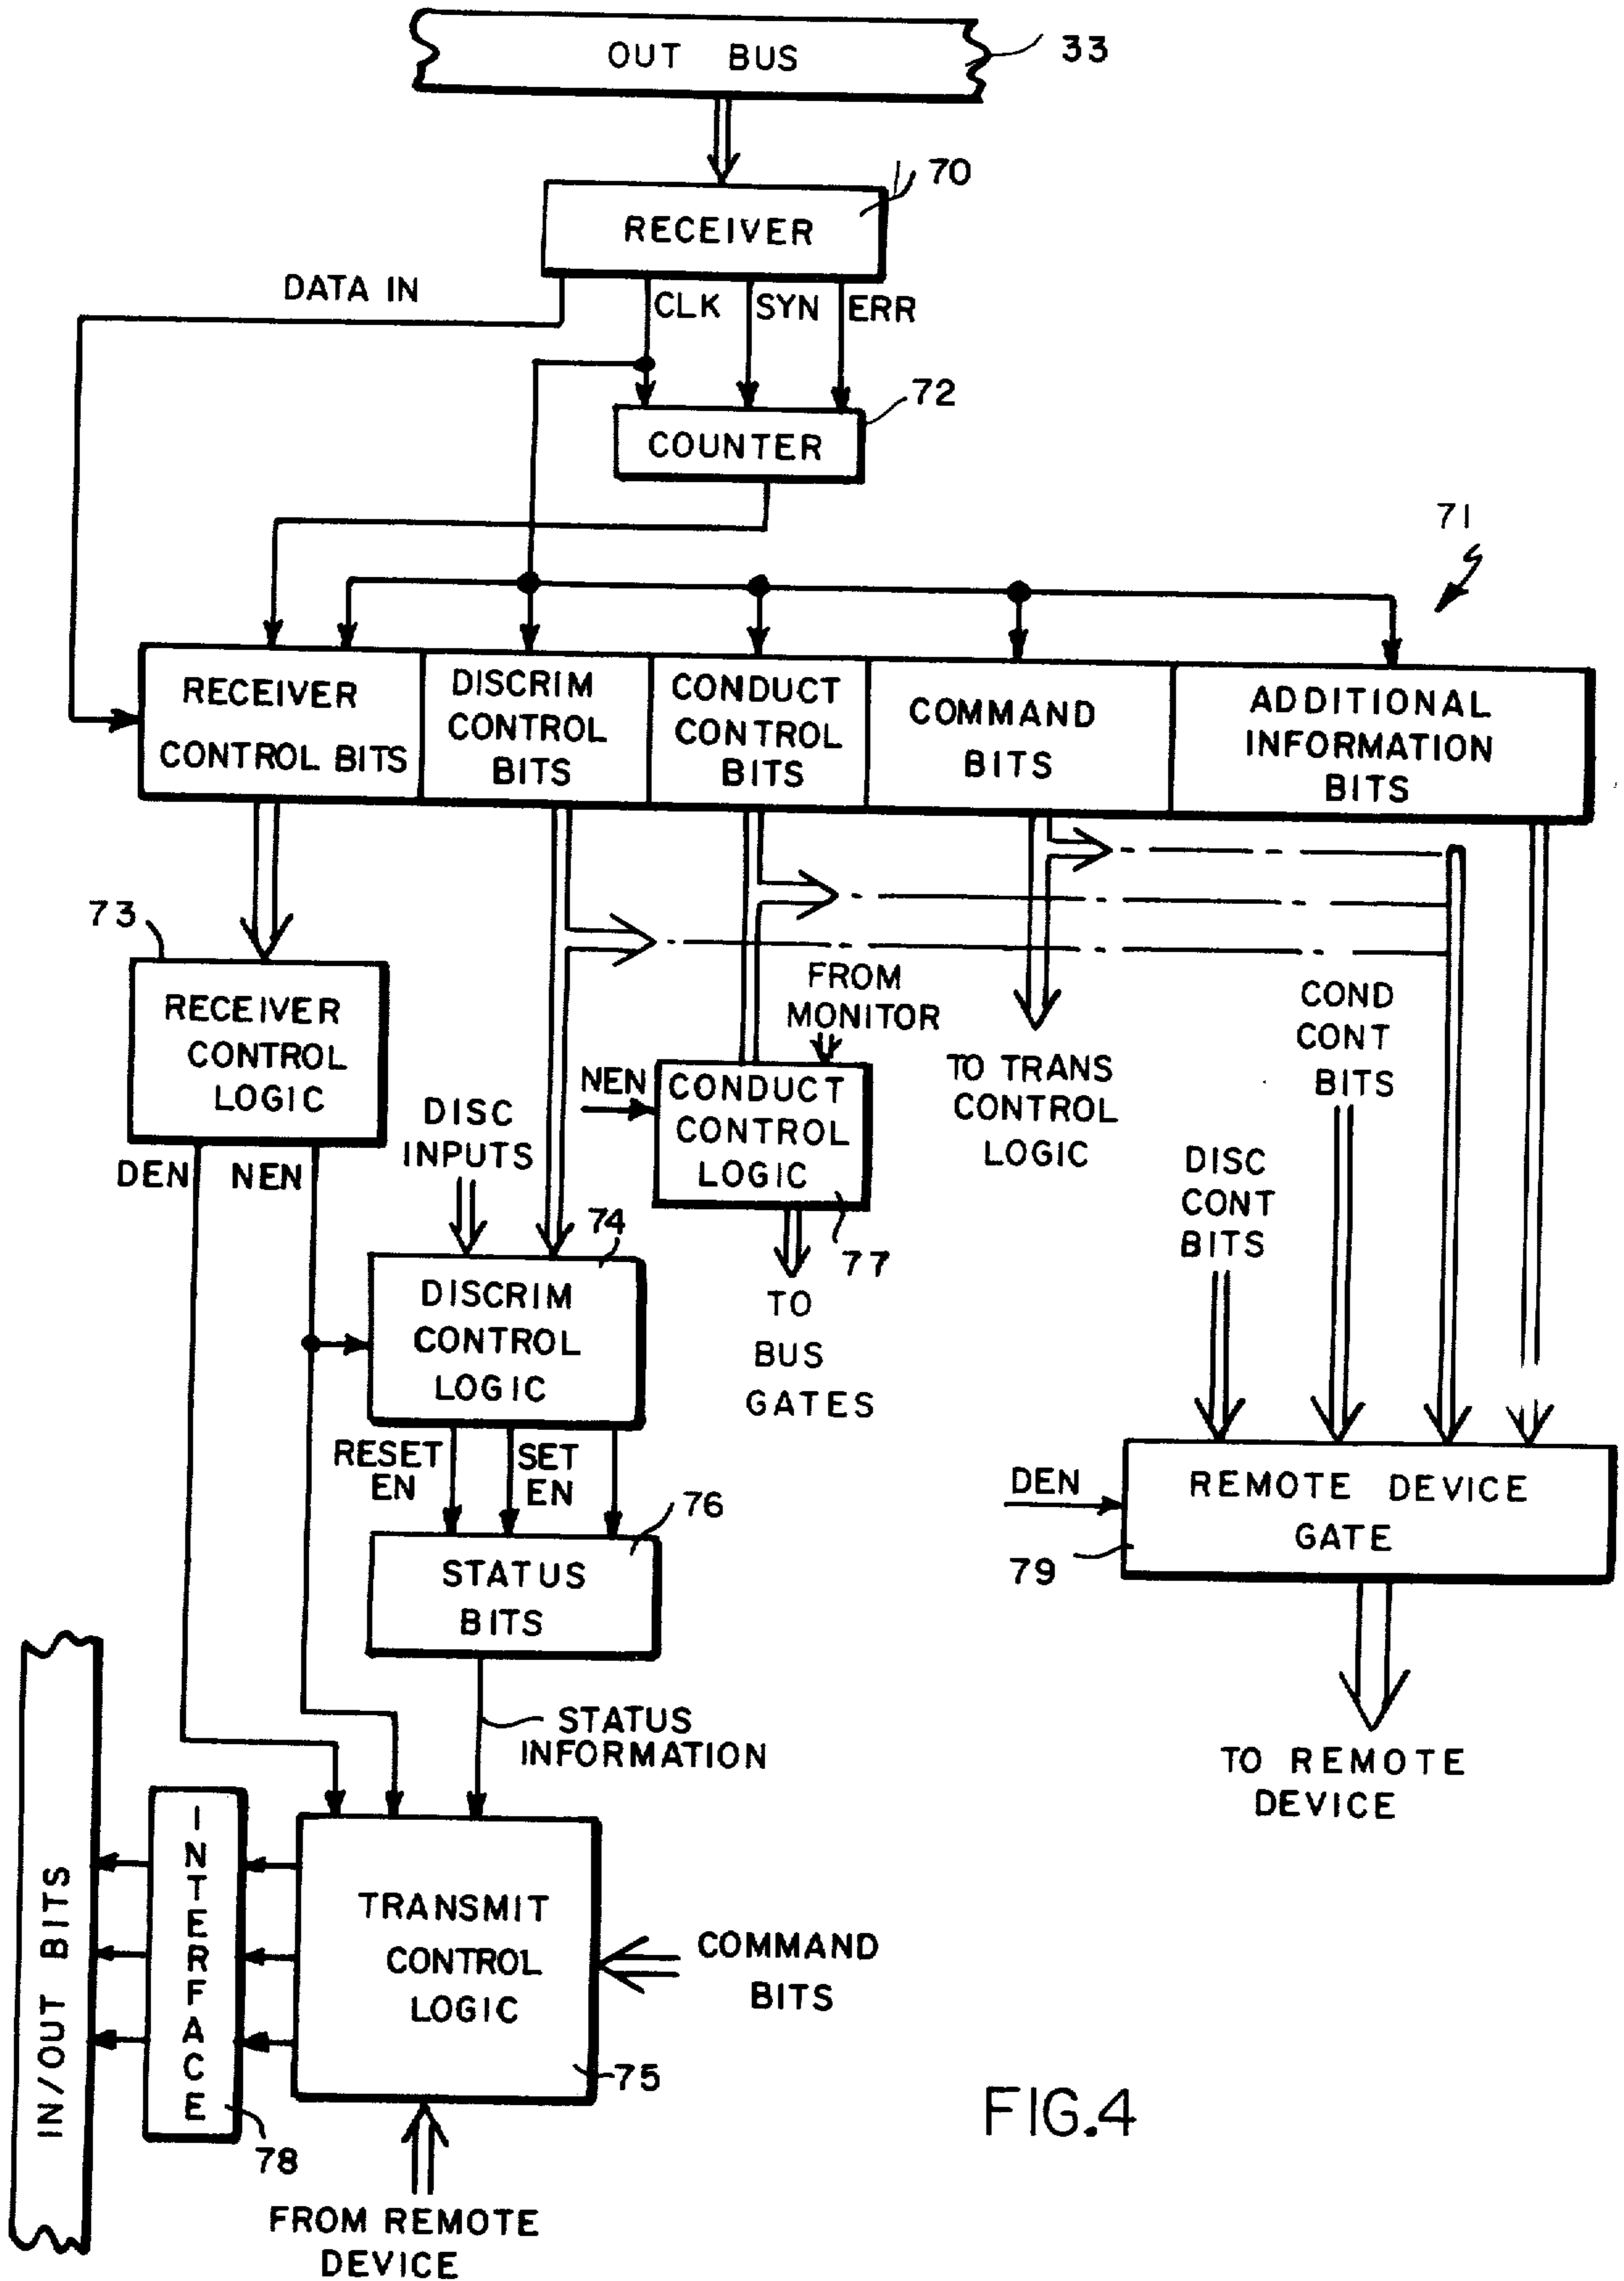 OUT BUS
33
70
RECEIVER
DATA IN
CLK
SYN
ERR
72
COUNTER
71
RECEIVER
CONTROL BITS
DISCRIM
CONTROL
BITS
CONDUCT
CONTROL
BITS
COMMAND
BITS
ADDITIONAL
INFORMATION
BITS
73
RECEIVER
CONTROL
LOGIC
FROM
MONITOR
COND
CONT
BITS
NEN
CONDUCT
CONTROL
LOGIC
77
TO TRANS
CONTROL
LOGIC
DISC
INPUTS
DISC
CONT
BITS
DEN
NEN
74
DISCRIM
CONTROL
LOGIC
TO
BUS
GATES
RESET
EN
SET
EN
76
STATUS
BITS
DEN
REMOTE DEVICE
GATE
79
STATUS
INFORMATION
TO REMOTE
DEVICE
IN/OUT BITS
INTERFACE
78
TRANSMIT
CONTROL
LOGIC
75
COMMAND
BITS
FROM REMOTE
DEVICE
FIG.4